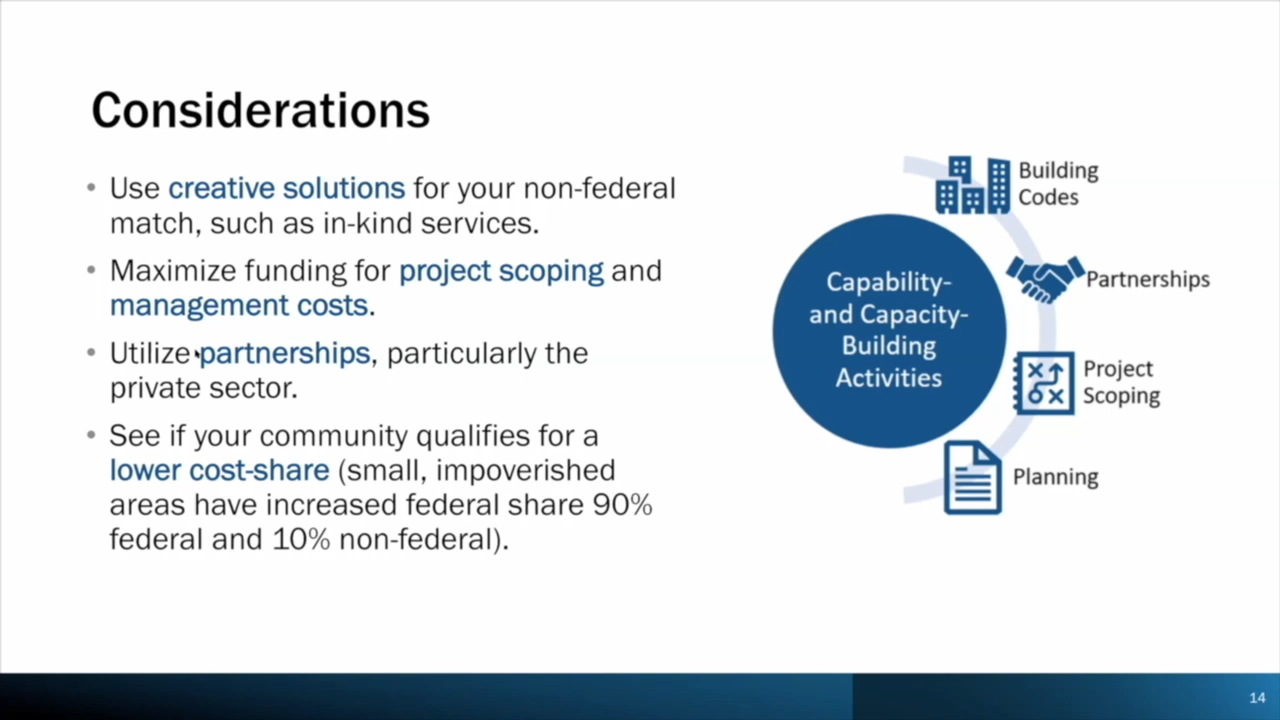 Considerations
• Use creative solutions for your non-federal
match, such as in-kind services.
• Maximize funding for project scoping and
management costs.
• Utilize partnerships, particularly the
private sector.
• See if your community qualifies for a
lower cost-share (small, impoverished
areas have increased federal share 90%
federal and 10% non-federal).
Capability-
and Capacity-
Building
Activities
Building
Codes
Partnerships
Project
Scoping
Planning
14